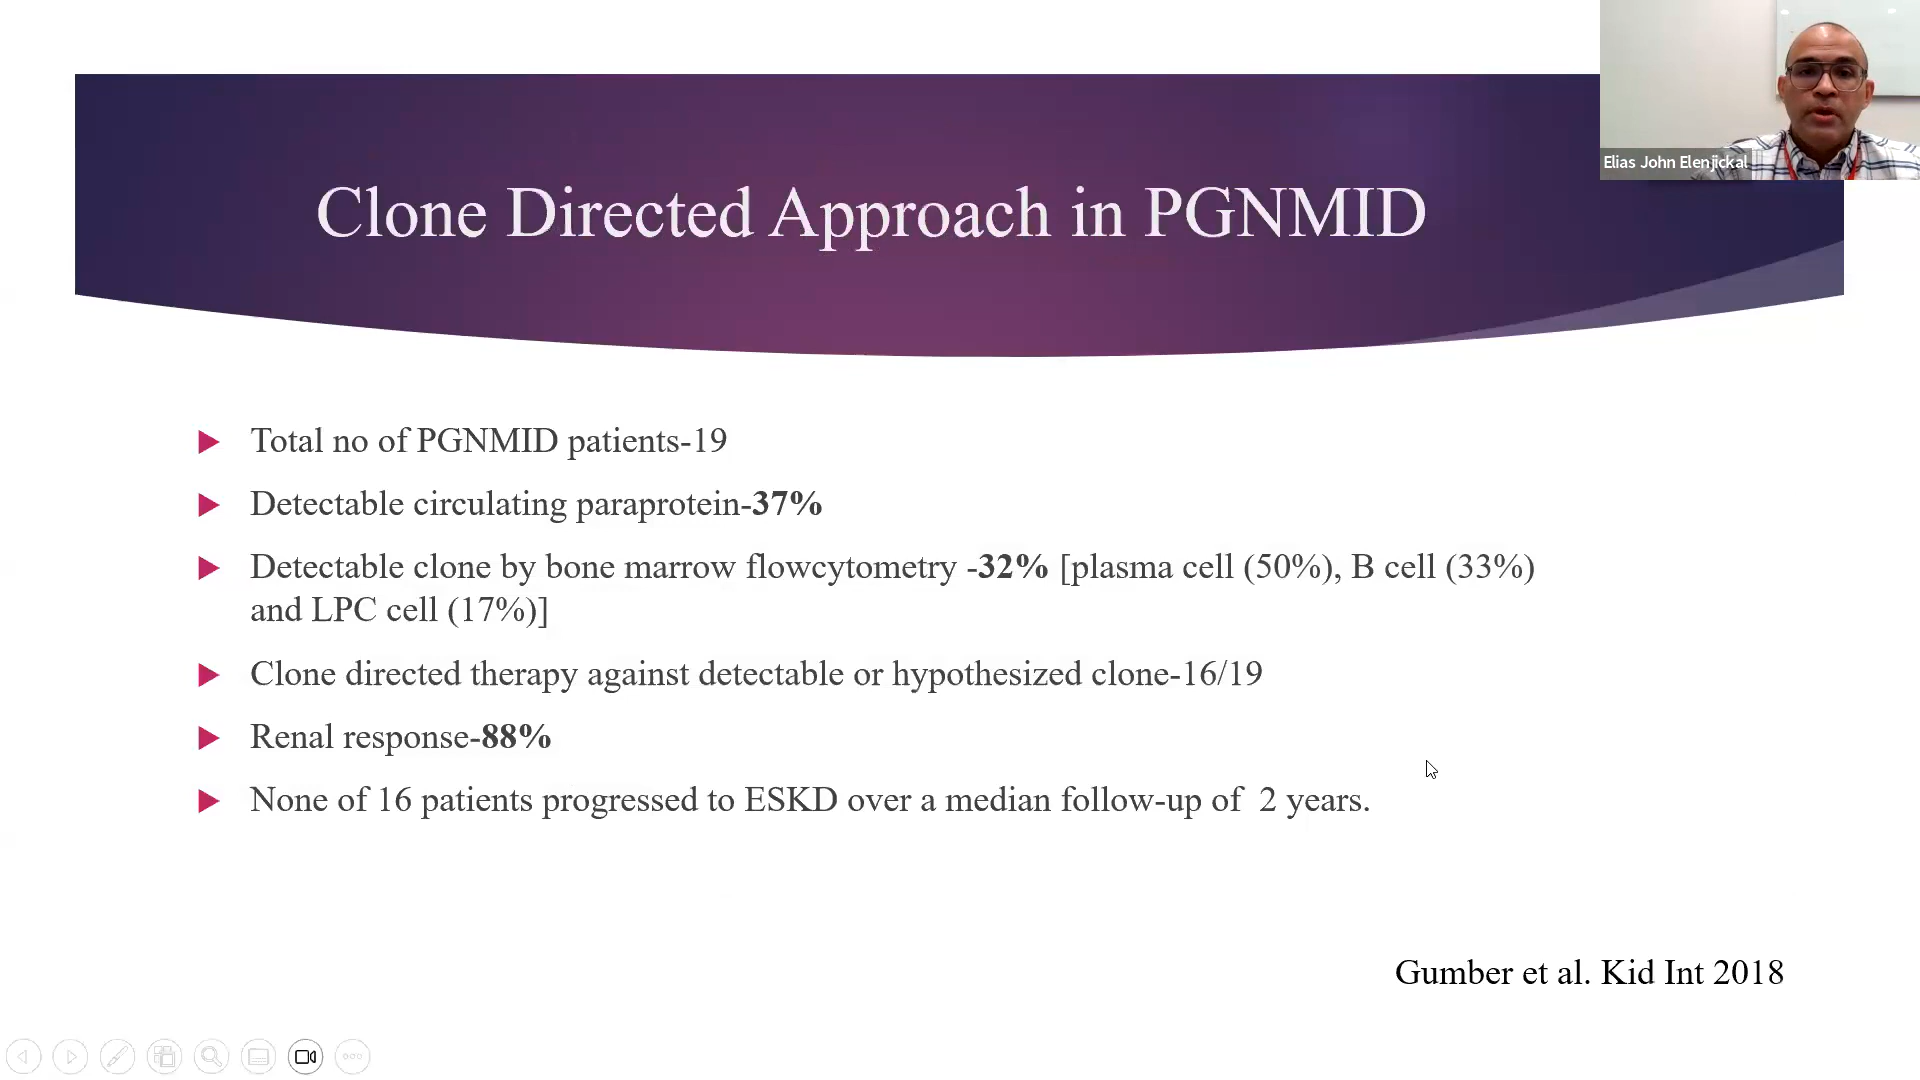 Elias John Elenjickal
Clone Directed Approach in PGNMID
Total no of PGNMID patients-19
Detectable circulating paraprotein-37%
Detectable clone by bone marrow flowcytometry -32% [plasma cell (50%), B cell (33%)
and LPC cell (17%)]
Clone directed therapy against detectable or hypothesized clone-16/19
Renal response-88%
None of 16 patients progressed to ESKD over a median follow-up of  2 years.
Gumber et al. Kid Int 2018